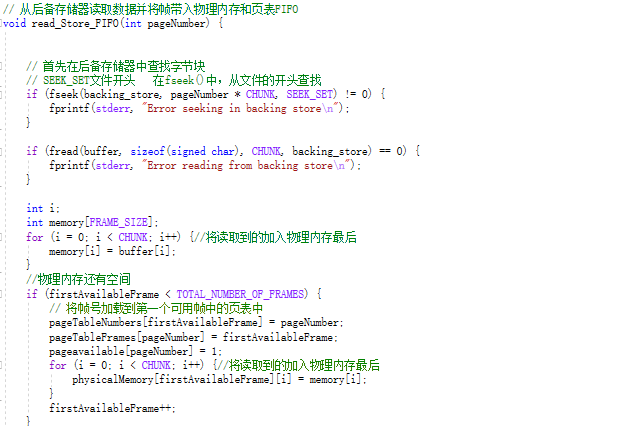 // 从后备存储器读取数据并将帧带入物理内存和页表FIFO
void read_Store_FIFO(int pageNumber) {
// 首先在后备存储器中查找字节块
// SEEK_SET文件开头 在fseek()中，从文件的开头查找
if (fseek(backing_store, pageNumber * CHUNK, SEEK_SET) != 0) {
fprintf(stderr, "Error seeking in backing store\n");
}
if (fread(buffer, sizeof(signed char), CHUNK, backing_store) == 0) {
fprintf(stderr, "Error reading from backing store\n");
}
int i;
int memory[FRAME_SIZE];
for (i = 0; i < CHUNK; i++) {//将读取到的加入物理内存最后
memory[i] = buffer[i];
}
//物理内存还有空间
if (firstAvailableFrame < TOTAL_NUMBER_OF_FRAMES) {
// 将帧号加载到第一个可用帧中的页表中
pageTableNumbers[firstAvailableFrame] = pageNumber;
pageTableFrames[pageNumber] = firstAvailableFrame;
pageavailable[pageNumber] = 1;
for (i = 0; i < CHUNK; i++) {//将读取到的加入物理内存最后
physicalMemory[firstAvailableFrame][i] = memory[i];
}
firstAvailableFrame++;
}